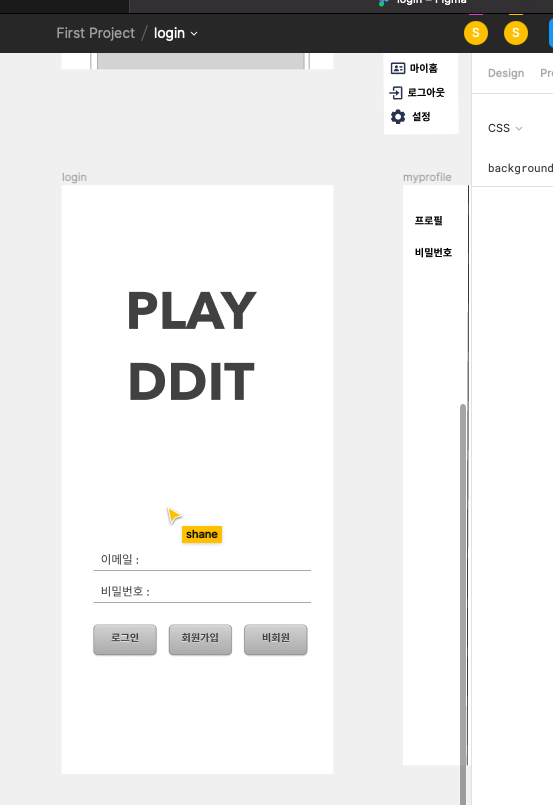 login – Figma
First Project / login
S
S
마이홈
로그아웃
설정
Design
CSS
background
login
myprofile
프로필
비밀번호
PLAY
DDIT
shane
이메일 :
비밀번호 :
로그인
회원가입
비회원